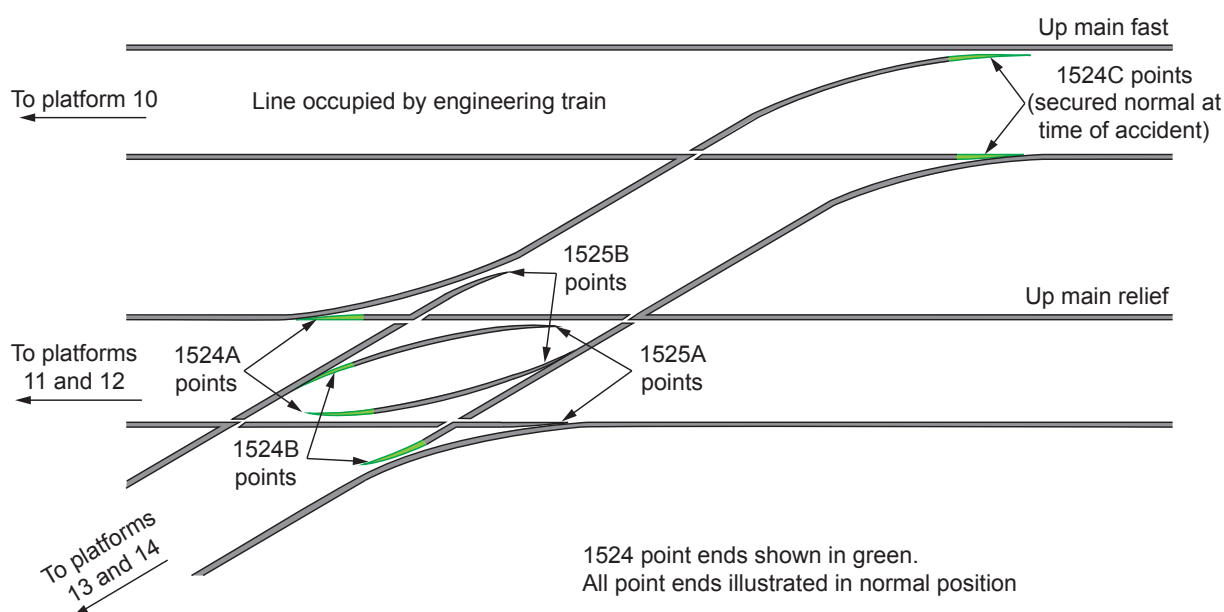 Up main fast
1524C points
(secured normal at
time of accident)
To platform 10
Line occupied by engineering train
1525B
points
Up main relief
To platforms
11 and 12
1524A
points
1525A
points
1524B
points
To platforms
13 and 14
1524 point ends shown in green.
All point ends illustrated in normal position